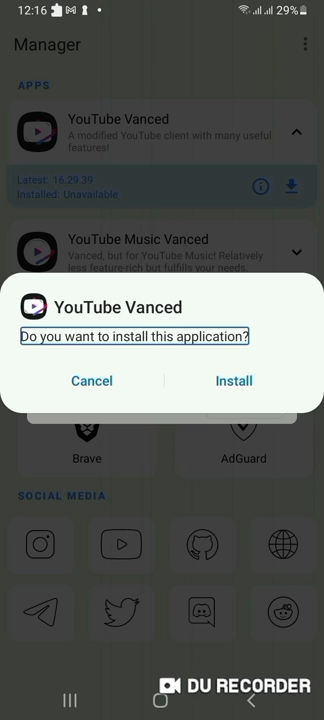 12:16
29%
Manager
APPS
YouTube Vanced
A modified YouTube client with many useful
features!
Latest: 16.29.39
Installed: Unavailable
YouTube Music Vanced
Vanced, but for YouTube Music! Relatively
less feature-rich but fulfills your needs.
YouTube Vanced
Do you want to install this application?
Cancel
Install
Brave
AdGuard
SOCIAL MEDIA
DU RECORDER